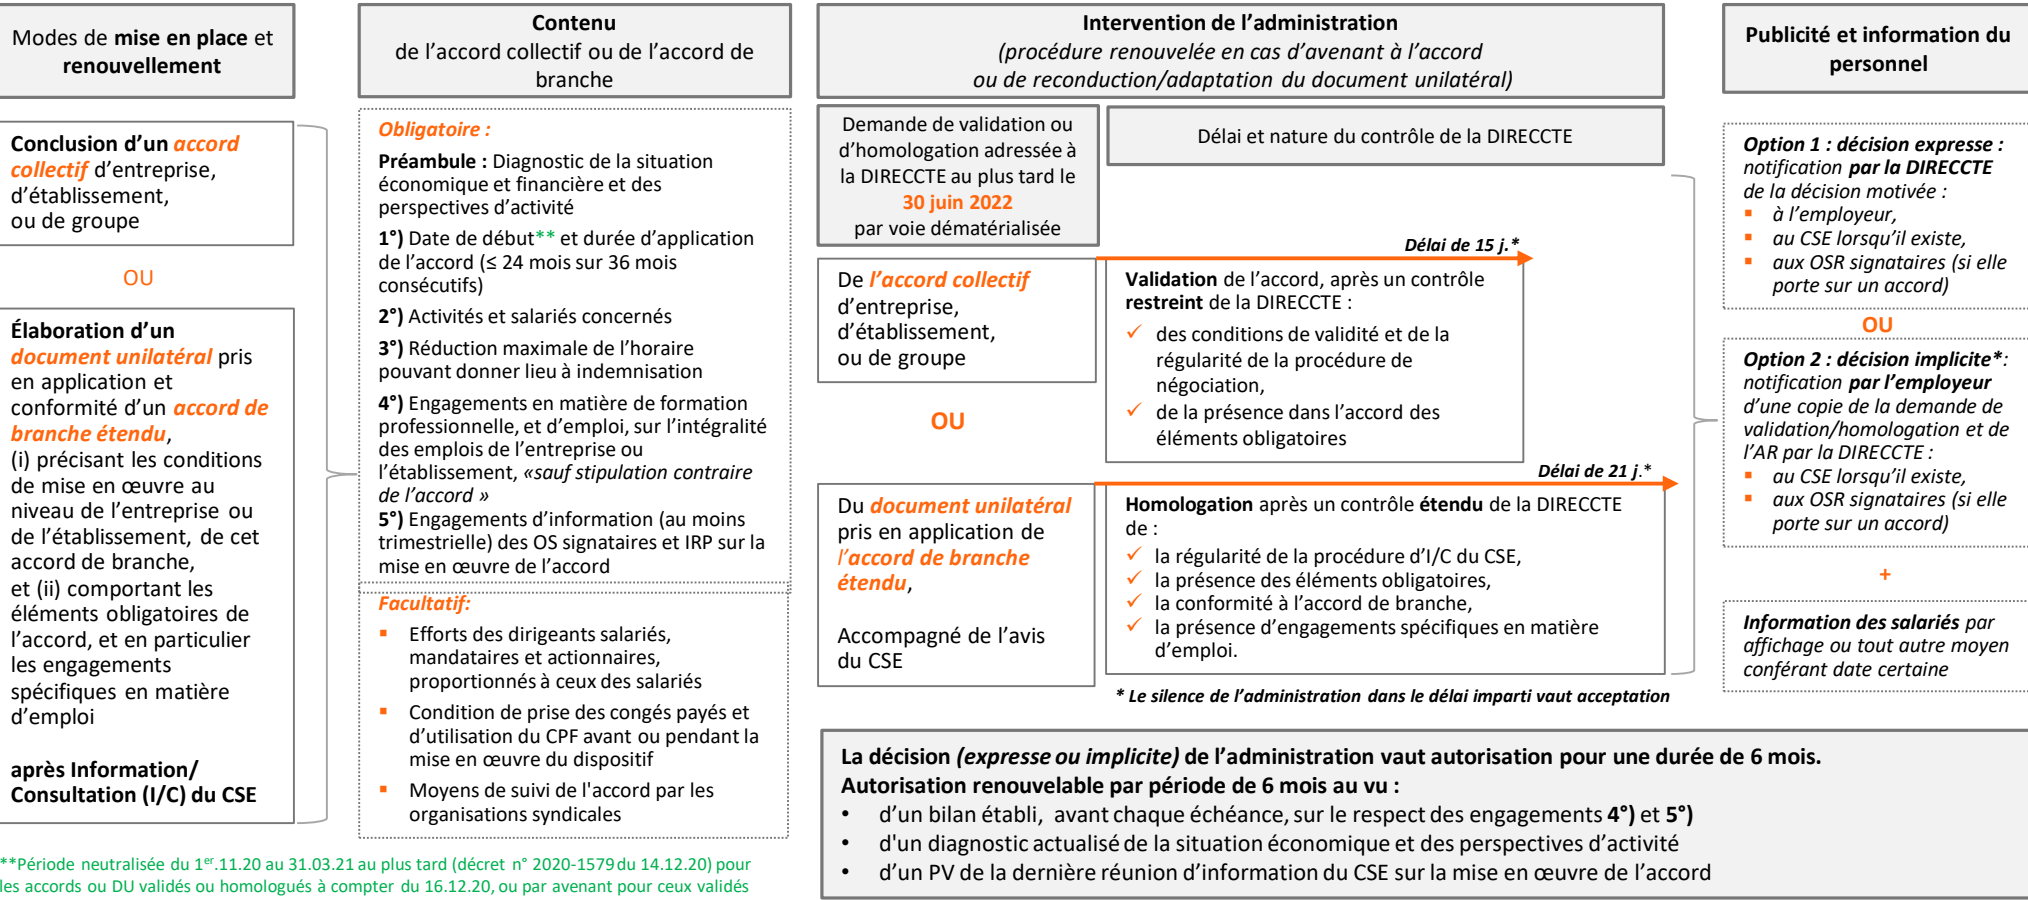 Modes de mise en place et
renouvellement
Conclusion d'un accord
collectif d'entreprise,
d'établissement,
ou de groupe
OU
Élaboration d'un
document unilatéral pris
en application et
conformité d'un accord de
branche étendu,
(i) précisant les conditions
de mise en œuvre au
niveau de l'entreprise ou
de l'établissement, de cet
accord de branche,
et (ii) comportant les
éléments obligatoires de
l'accord, et en particulier
les engagements
spécifiques en matière
d'emploi
après Information/
Consultation (I/C) du CSE
Contenu
de l'accord collectif ou de l'accord de
branche
Obligatoire :
Préambule : Diagnostic de la situation
économique et financière et des
perspectives d'activité
1°) Date de début** et durée d'application
de l'accord (≤ 24 mois sur 36 mois
consécutifs)
2°) Activités et salariés concernés
3°) Réduction maximale de l'horaire
pouvant donner lieu à indemnisation
4°) Engagements en matière de formation
professionnelle, et d'emploi, sur l'intégralité
des emplois de l'entreprise ou
l'établissement, «sauf stipulation contraire
de l'accord »
5°) Engagements d'information (au moins
trimestrielle) des OS signataires et IRP sur la
mise en œuvre de l'accord
Facultatif:
▪ Efforts des dirigeants salariés,
mandataires et actionnaires,
proportionnés à ceux des salariés
▪ Condition de prise des congés payés et
d'utilisation du CPF avant ou pendant la
mise en œuvre du dispositif
▪ Moyens de suivi de l'accord par les
organisations syndicales
**Période neutralisée du 1er.11.20 au 31.03.21 au plus tard (décret n° 2020-1579 du 14.12.20) pour
les accords ou DU validés ou homologués à compter du 16.12.20, ou par avenant pour ceux validés
Intervention de l'administration
(procédure renouvelée en cas d'avenant à l'accord
ou de reconduction/adaptation du document unilatéral)
Demande de validation ou
d'homologation adressée à
la DIRECCTE au plus tard le
30 juin 2022
par voie dématérialisée
Délai et nature du contrôle de la DIRECCTE
De l'accord collectif
d'entreprise,
d'établissement,
ou de groupe
Délai de 15 j.*
Validation de l'accord, après un contrôle
restreint de la DIRECCTE :
✓ des conditions de validité et de la
régularité de la procédure de
négociation,
✓ de la présence dans l'accord des
éléments obligatoires
OU
Du document unilatéral
pris en application de
l'accord de branche
étendu,
Accompagné de l'avis
du CSE
Délai de 21 j.*
Homologation après un contrôle étendu de la DIRECCTE
de :
✓ la régularité de la procédure d'I/C du CSE,
✓ la présence des éléments obligatoires,
✓ la conformité à l'accord de branche,
✓ la présence d'engagements spécifiques en matière
d'emploi.
* Le silence de l'administration dans le délai imparti vaut acceptation
Publicité et information du
personnel
Option 1 : décision expresse :
notification par la DIRECCTE
de la décision motivée :
▪ à l'employeur,
▪ au CSE lorsqu'il existe,
▪ aux OSR signataires (si elle
porte sur un accord)
OU
Option 2 : décision implicite*:
notification par l'employeur
d'une copie de la demande de
validation/homologation et de
l'AR par la DIRECCTE :
▪ au CSE lorsqu'il existe,
▪ aux OSR signataires (si elle
porte sur un accord)
+
Information des salariés par
affichage ou tout autre moyen
conférant date certaine
La décision (expresse ou implicite) de l'administration vaut autorisation pour une durée de 6 mois.
Autorisation renouvelable par période de 6 mois au vu :
• d'un bilan établi, avant chaque échéance, sur le respect des engagements 4°) et 5°)
• d'un diagnostic actualisé de la situation économique et des perspectives d'activité
• d'un PV de la dernière réunion d'information du CSE sur la mise en œuvre de l'accord